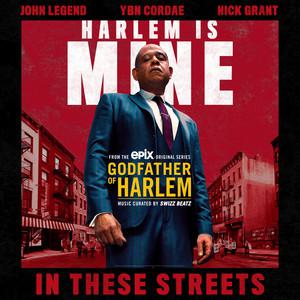 JOHN LEGEND YBN CORDAE NICK GRANT
HARLEM IS
MINE
FROM THE epix ORIGINAL SERIES
GODFATHER
OF HARLEM
MUSIC CURATED BY SWIZZ BEATZ
IN THESE STREETS